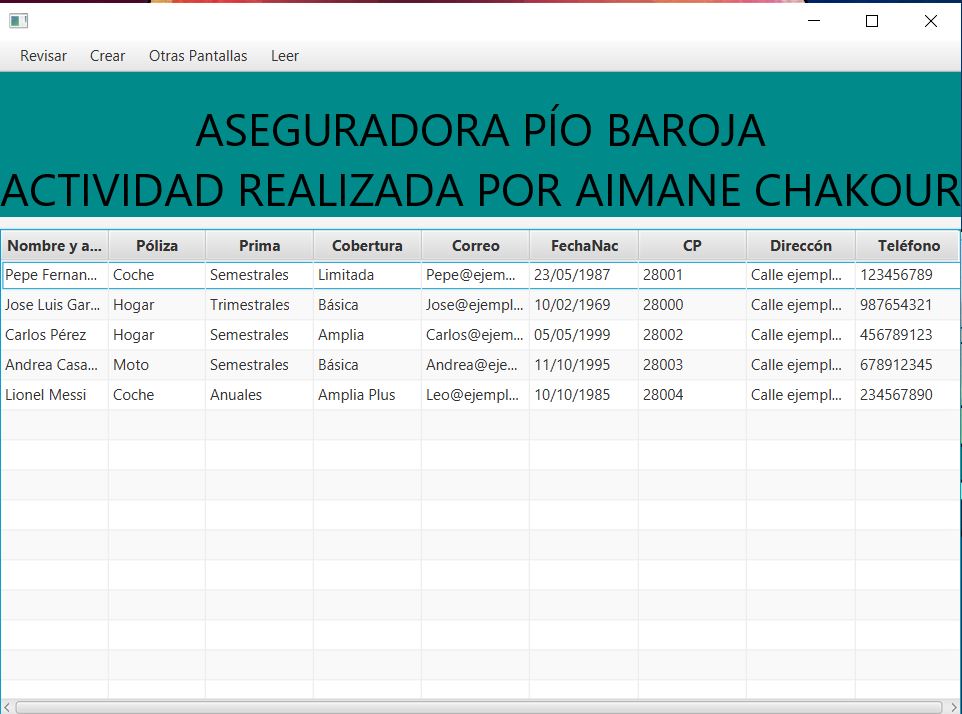 Revisar Crear Otras Pantallas Leer
ASEGURADORA PÍO BAROJA
ACTIVIDAD REALIZADA POR AIMANE CHAKOUR
Nombre y a... Póliza Prima Cobertura Correo FechaNac CP Direccón Teléfono
Pepe Fernan... Coche Semestrales Limitada Pepe@ejem... 23/05/1987 28001 Calle ejempl... 123456789
Jose Luis Gar... Hogar Trimestrales Básica Jose@ejempl... 10/02/1969 28000 Calle ejempl... 987654321
Carlos Pérez Hogar Semestrales Amplia Carlos@ejem... 05/05/1999 28002 Calle ejempl... 456789123
Andrea Casa... Moto Semestrales Básica Andrea@eje... 11/10/1995 28003 Calle ejempl... 678912345
Lionel Messi Coche Anuales Amplia Plus Leo@ejempl... 10/10/1985 28004 Calle ejempl... 234567890